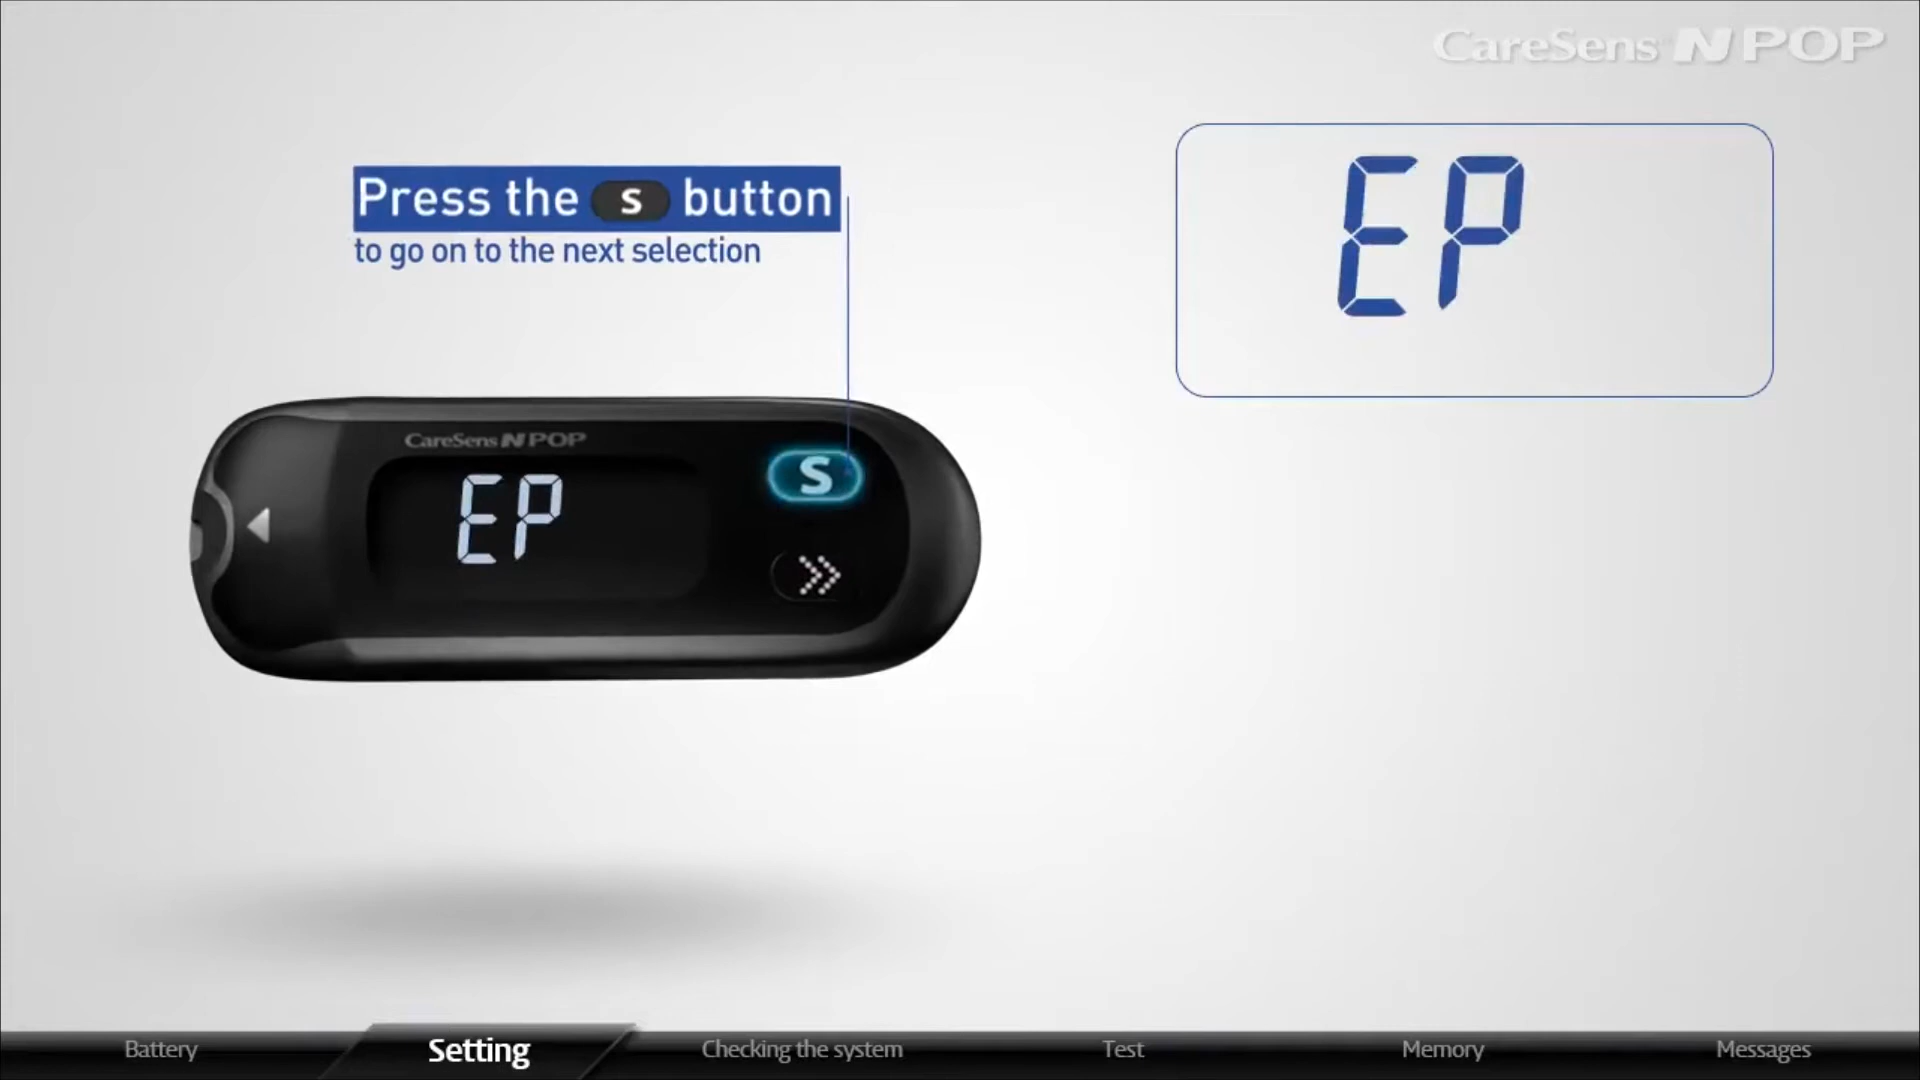 CareSens N POP
Press the S button
to go on to the next selection
EP
CareSens N POP
S
EP
Battery
Setting
Checking the system
Test
Memory
Messages